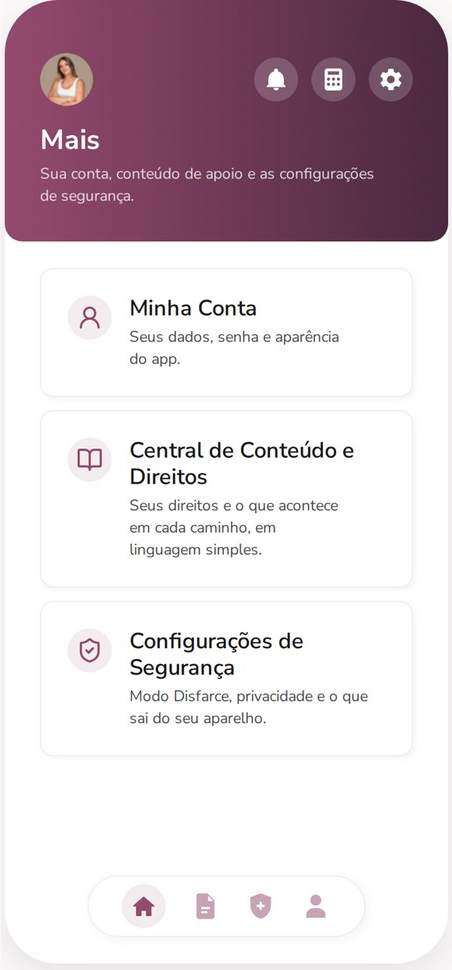 Mais
Sua conta, conteúdo de apoio e as configurações
de segurança.
Minha Conta
Seus dados, senha e aparência
do app.
Central de Conteúdo e
Direitos
Seus direitos e o que acontece
em cada caminho, em
linguagem simples.
Configurações de
Segurança
Modo Disfarce, privacidade e o que
sai do seu aparelho.